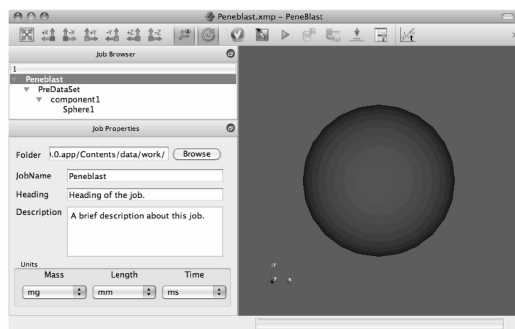 Peneblast.xmp - PeneBlast
+X -X +Y -Y +Z -Z
Job Browser
1
Peneblast
PreDataSet
component1
Sphere1
Job Properties
Folder ).0.app/Contents/data/work/ Browse
JobName Peneblast
Heading Heading of the job.
Description A brief description about this job.
Units
Mass Length Time
mg mm ms
Y
Z X